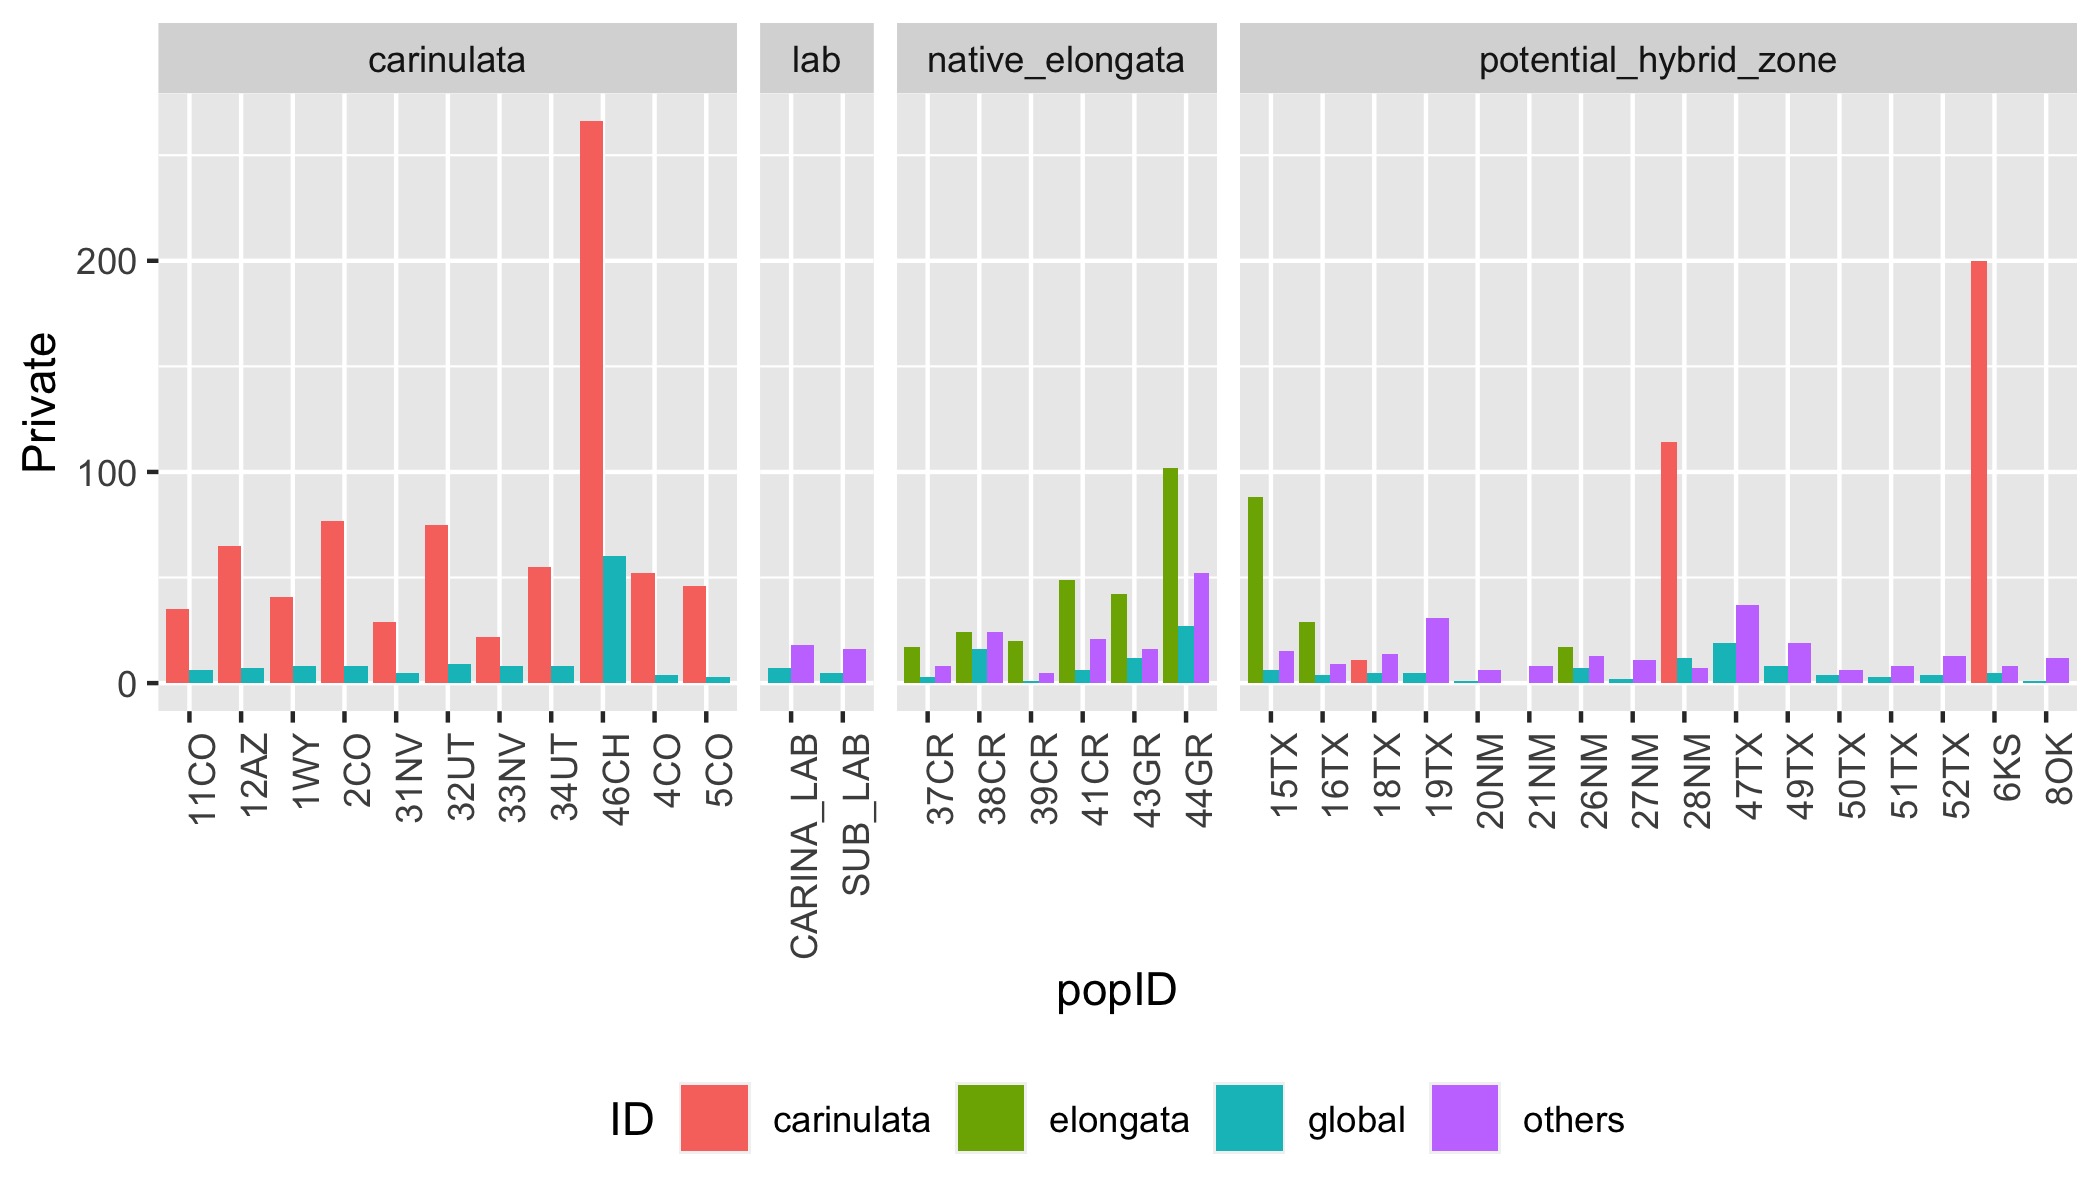 carinulata
lab
native_elongata
potential_hybrid_zone
Private
200
100
0
11CO
12AZ
1WY
2CO
31NV
32UT
33NV
34UT
46CH
4CO
5CO
CARINA_LAB
SUB_LAB
37CR
38CR
39CR
41CR
43GR
44GR
15TX
16TX
18TX
19TX
20NM
21NM
26NM
27NM
28NM
47TX
49TX
50TX
51TX
52TX
6KS
8OK
popID
ID carinulata elongata global others